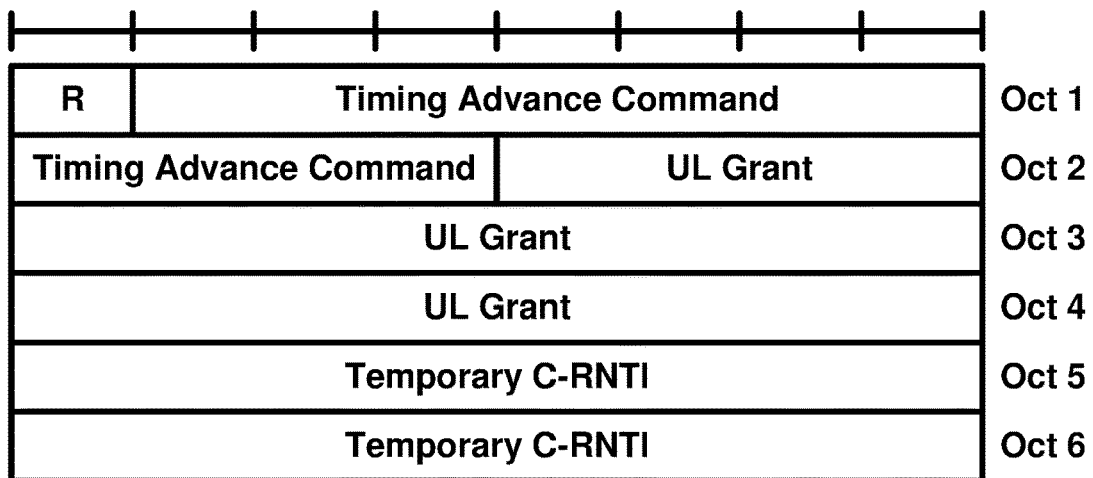 R Timing Advance Command Oct 1
Timing Advance Command UL Grant Oct 2
UL Grant Oct 3
UL Grant Oct 4
Temporary C-RNTI Oct 5
Temporary C-RNTI Oct 6